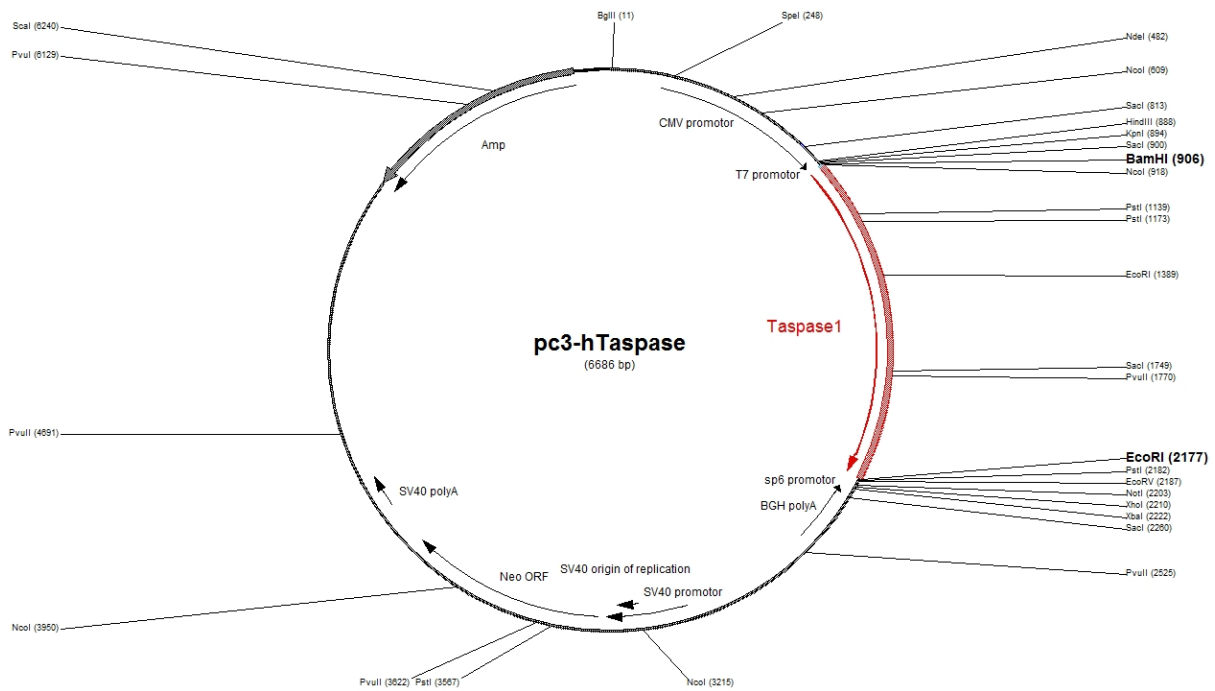 BglII (11)
SpeI (248)
ScaI (6240)
NdeI (482)
PvuI (6129)
NcoI (609)
SacI (813)
CMV promotor
HindIII (888)
KpnI (894)
Amp
SacI (900)
BamHI (906)
T7 promotor
NcoI (918)
PstI (1139)
PstI (1173)
EcoRI (1389)
Taspase1
pc3-hTaspase
(6686 bp)
SacI (1749)
PvuII (1770)
PvuII (4691)
EcoRI (2177)
PstI (2182)
sp6 promotor
EcoRV (2187)
SV40 polyA
NotI (2203)
BGH polyA
XhoI (2210)
XbaI (2222)
SacI (2260)
SV40 origin of replication
Neo ORF
PvuII (2525)
SV40 promotor
NcoI (3950)
PvuII (3622)
PstI (3567)
NcoI (3215)